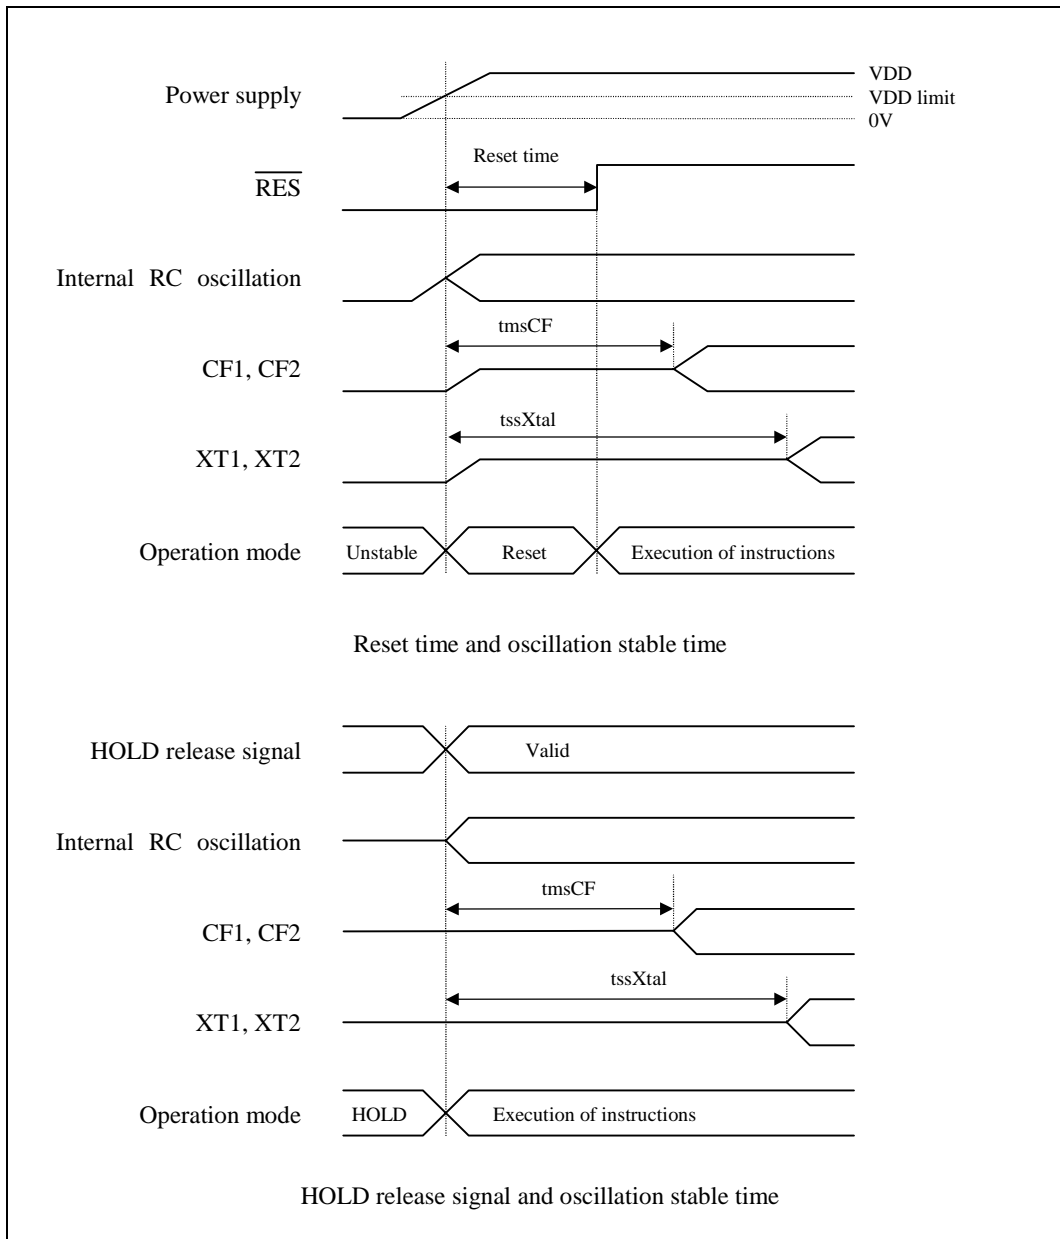 VDD
Power supply
VDD limit
0V
Reset time
RES
Internal RC oscillation
tmsCF
CF1, CF2
tssXtal
XT1, XT2
Operation mode
Unstable
Reset
Execution of instructions
Reset time and oscillation stable time
HOLD release signal
Valid
Internal RC oscillation
tmsCF
CF1, CF2
tssXtal
XT1, XT2
Operation mode
HOLD
Execution of instructions
HOLD release signal and oscillation stable time